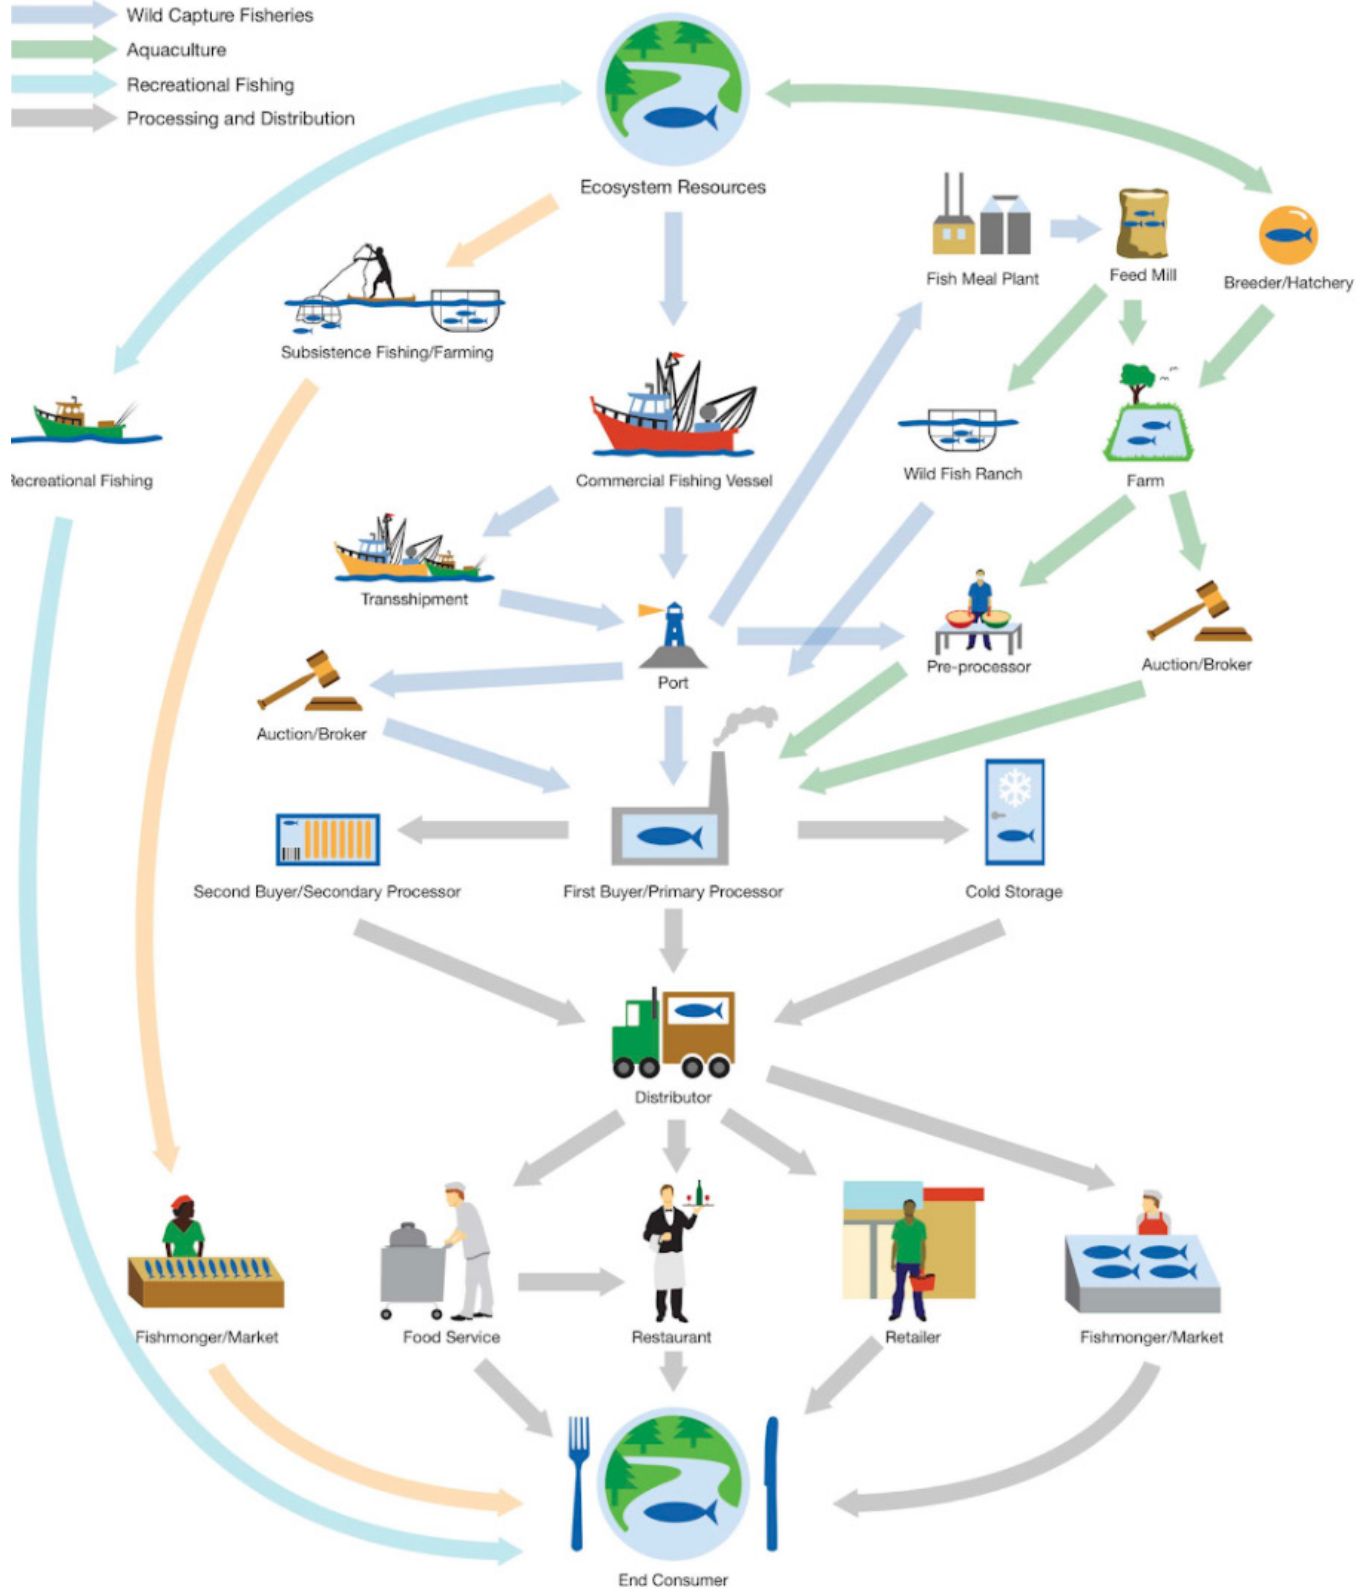 Wild Capture Fisheries
Aquaculture
Recreational Fishing
Processing and Distribution
Ecosystem Resources
Fish Meal Plant
Feed Mill
Breeder/Hatchery
Subsistence Fishing/Farming
Recreational Fishing
Commercial Fishing Vessel
Wild Fish Ranch
Farm
Transshipment
Port
Pre-processor
Auction/Broker
Auction/Broker
Second Buyer/Secondary Processor
First Buyer/Primary Processor
Cold Storage
Distributor
Fishmonger/Market
Food Service
Restaurant
Retailer
Fishmonger/Market
End Consumer